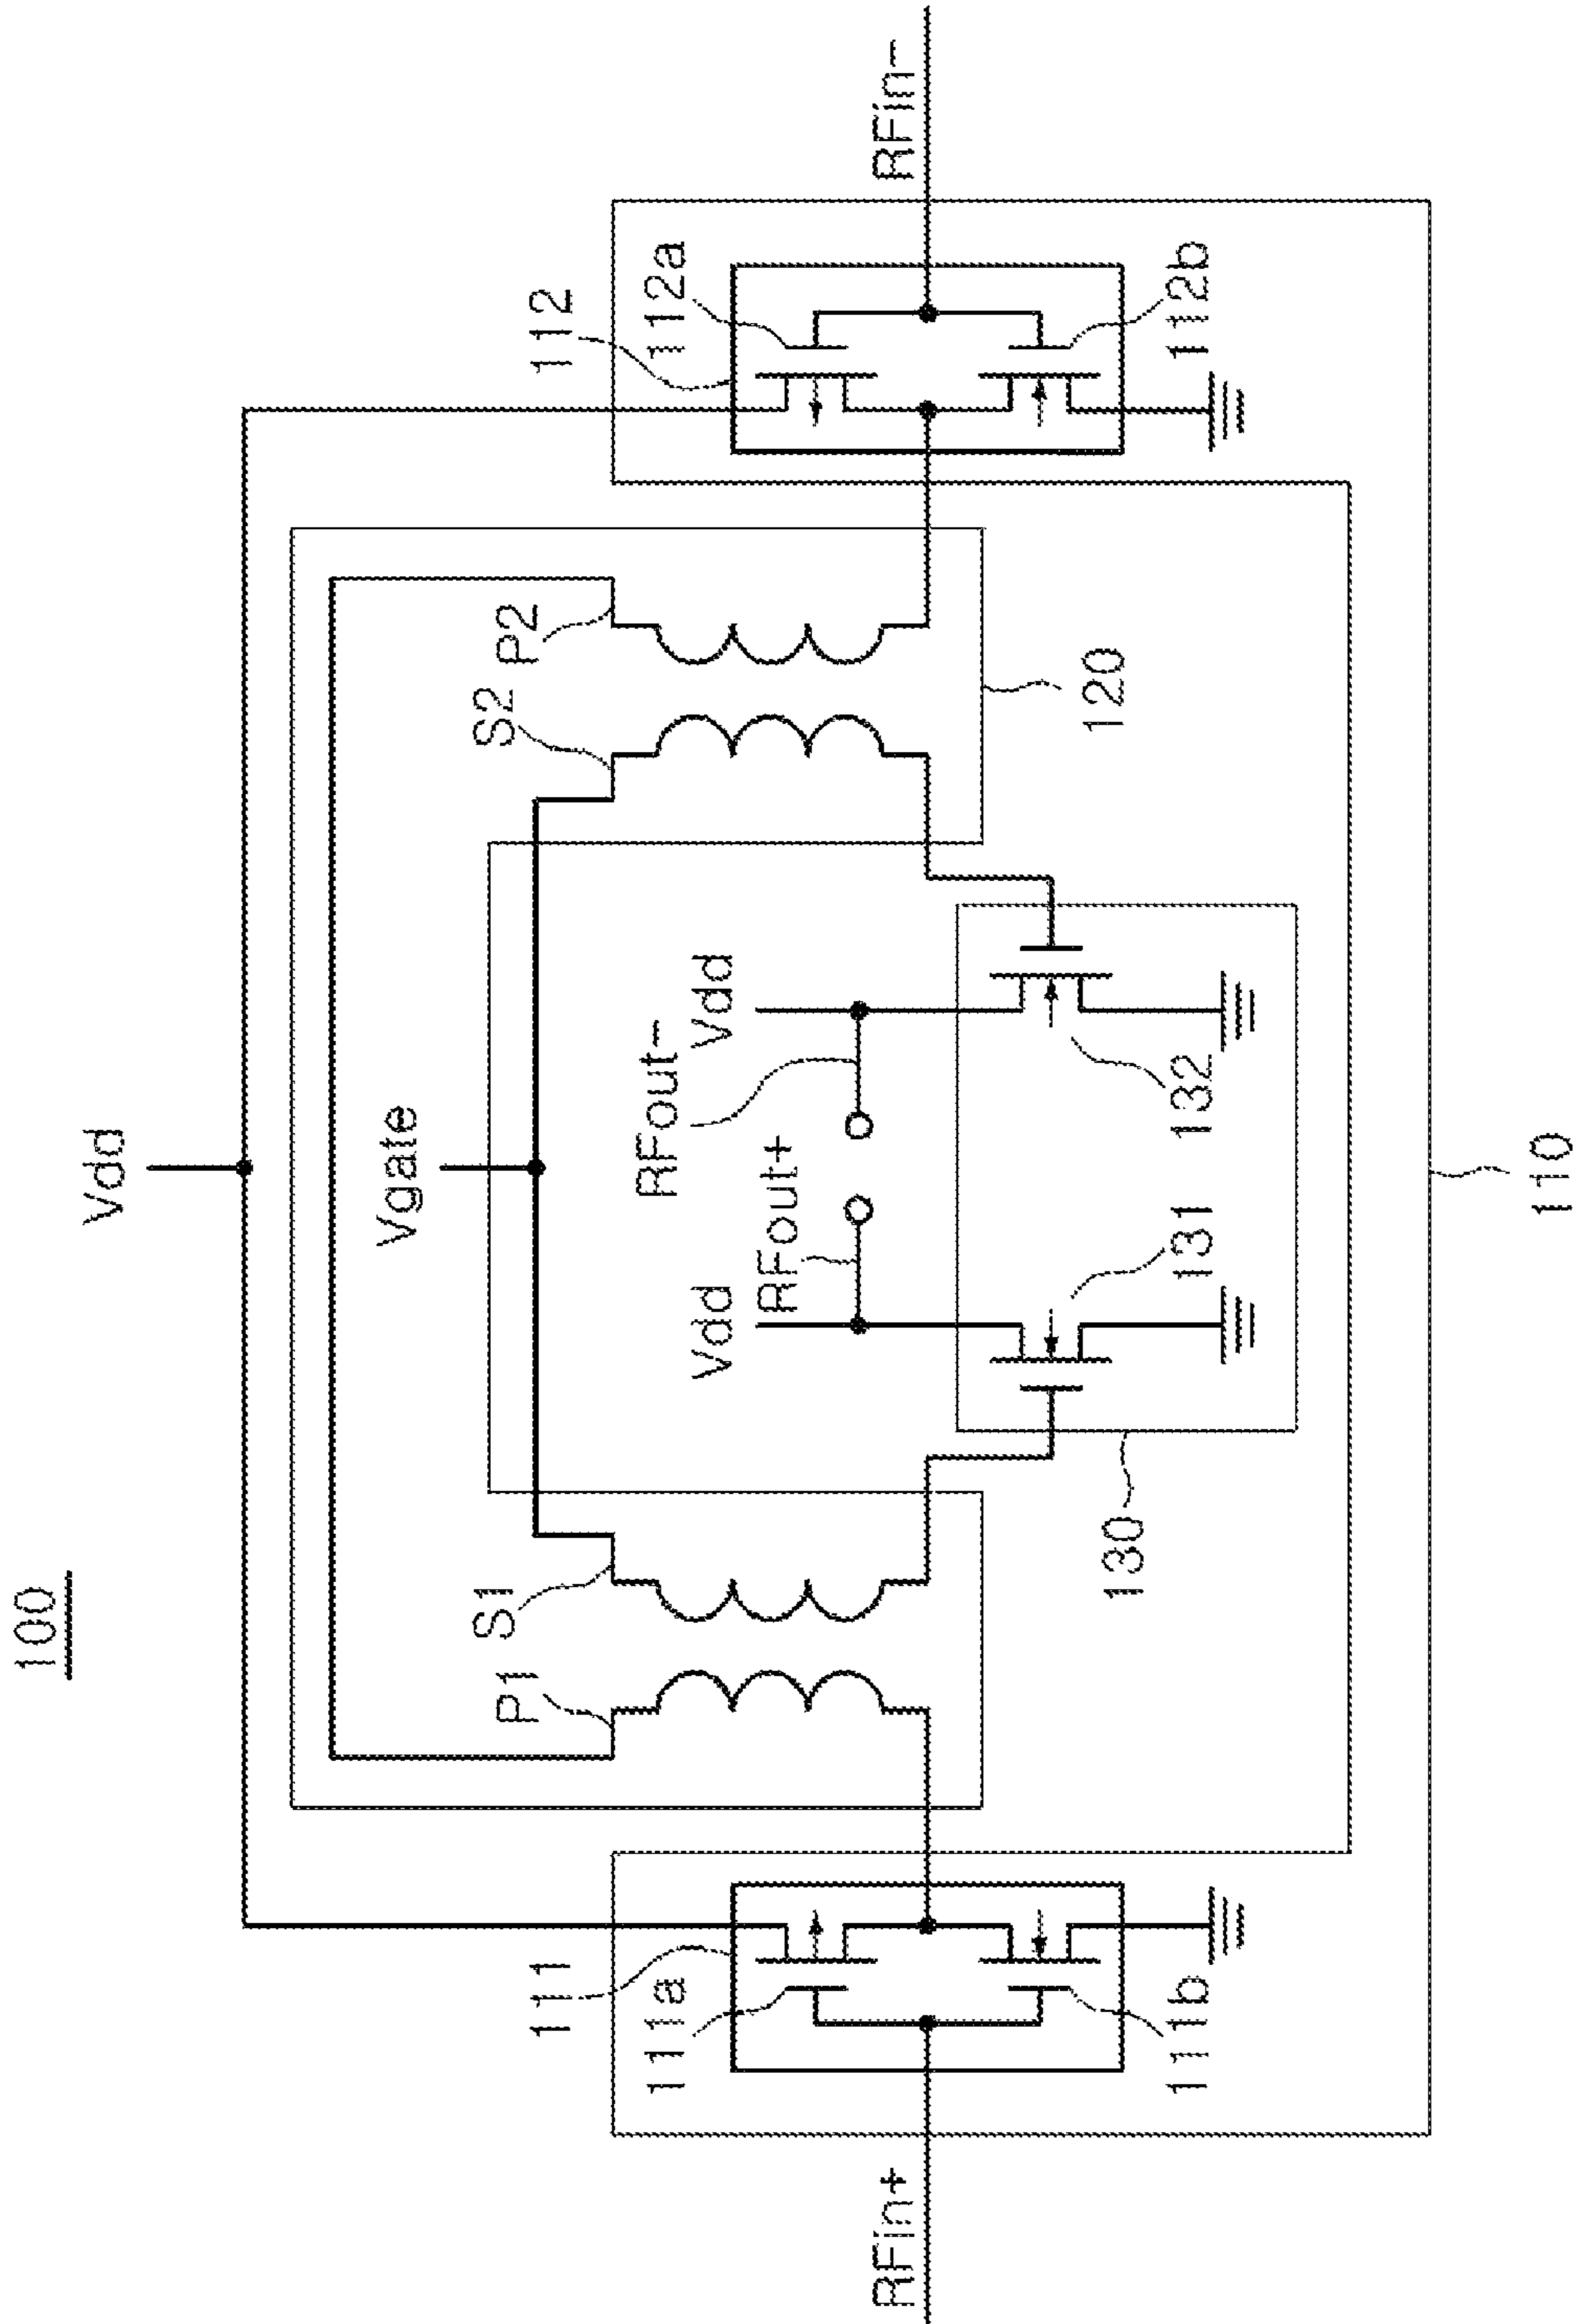 100
Vdd
Vgate
P1
S1
S2
P2
111
111a
111b
112
112a
112b
RFin+
RFin−
Vdd
RFout+
RFout−
Vdd
131
132
130
120
110